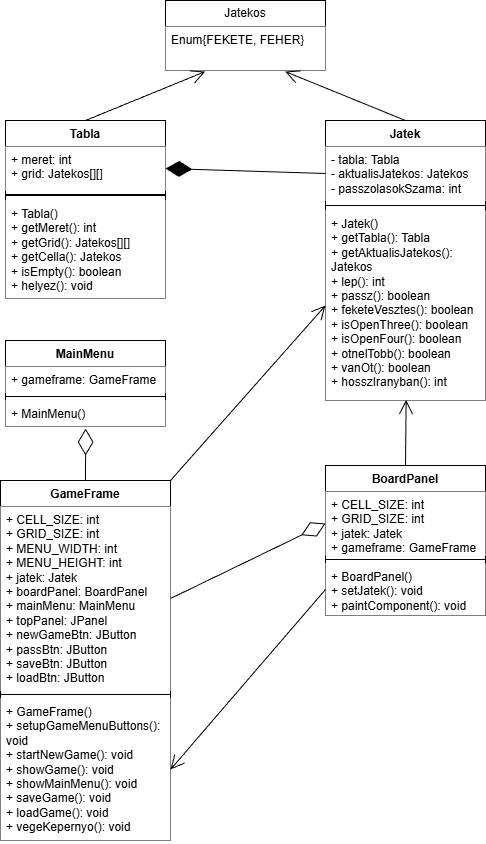 Jatekos
Enum{FEKETE, FEHER}
Tabla
+ meret: int
+ grid: Jatekos[][]
+ Tabla()
+ getMeret(): int
+ getGrid(): Jatekos[][]
+ getCella(): Jatekos
+ isEmpty(): boolean
+ helyez(): void
Jatek
- tabla: Tabla
- aktualisJatekos: Jatekos
- passzolasokSzama: int
+ Jatek()
+ getTabla(): Tabla
+ getAktualisJatekos():
Jatekos
+ lep(): int
+ passz(): boolean
+ feketeVesztes(): boolean
+ isOpenThree(): boolean
+ isOpenFour(): boolean
+ otnelTobb(): boolean
+ vanOt(): boolean
+ hosszIranyban(): int
MainMenu
+ gameframe: GameFrame
+ MainMenu()
GameFrame
+ CELL_SIZE: int
+ GRID_SIZE: int
+ MENU_WIDTH: int
+ MENU_HEIGHT: int
+ jatek: Jatek
+ boardPanel: BoardPanel
+ mainMenu: MainMenu
+ topPanel: JPanel
+ newGameBtn: JButton
+ passBtn: JButton
+ saveBtn: JButton
+ loadBtn: JButton
+ GameFrame()
+ setupGameMenuButtons():
void
+ startNewGame(): void
+ showGame(): void
+ showMainMenu(): void
+ saveGame(): void
+ loadGame(): void
+ vegeKepernyo(): void
BoardPanel
+ CELL_SIZE: int
+ GRID_SIZE: int
+ jatek: Jatek
+ gameframe: GameFrame
+ BoardPanel()
+ setJatek(): void
+ paintComponent(): void